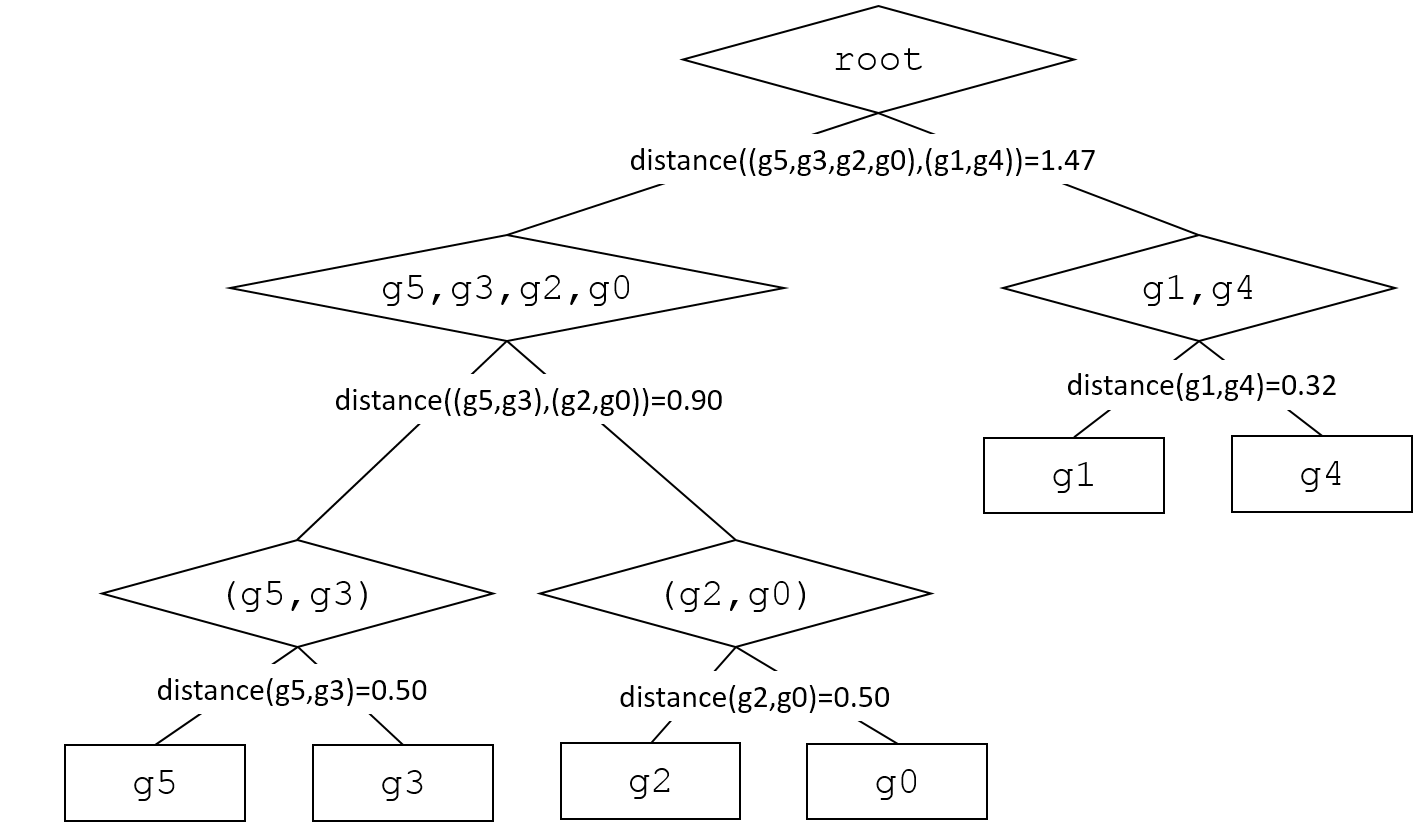 root
distance((g5,g3,g2,g0),(g1,g4))=1.47
g5,g3,g2,g0
g1,g4
distance((g5,g3),(g2,g0))=0.90
distance(g1,g4)=0.32
g1
g4
(g5,g3)
(g2,g0)
distance(g5,g3)=0.50
distance(g2,g0)=0.50
g5
g3
g2
g0